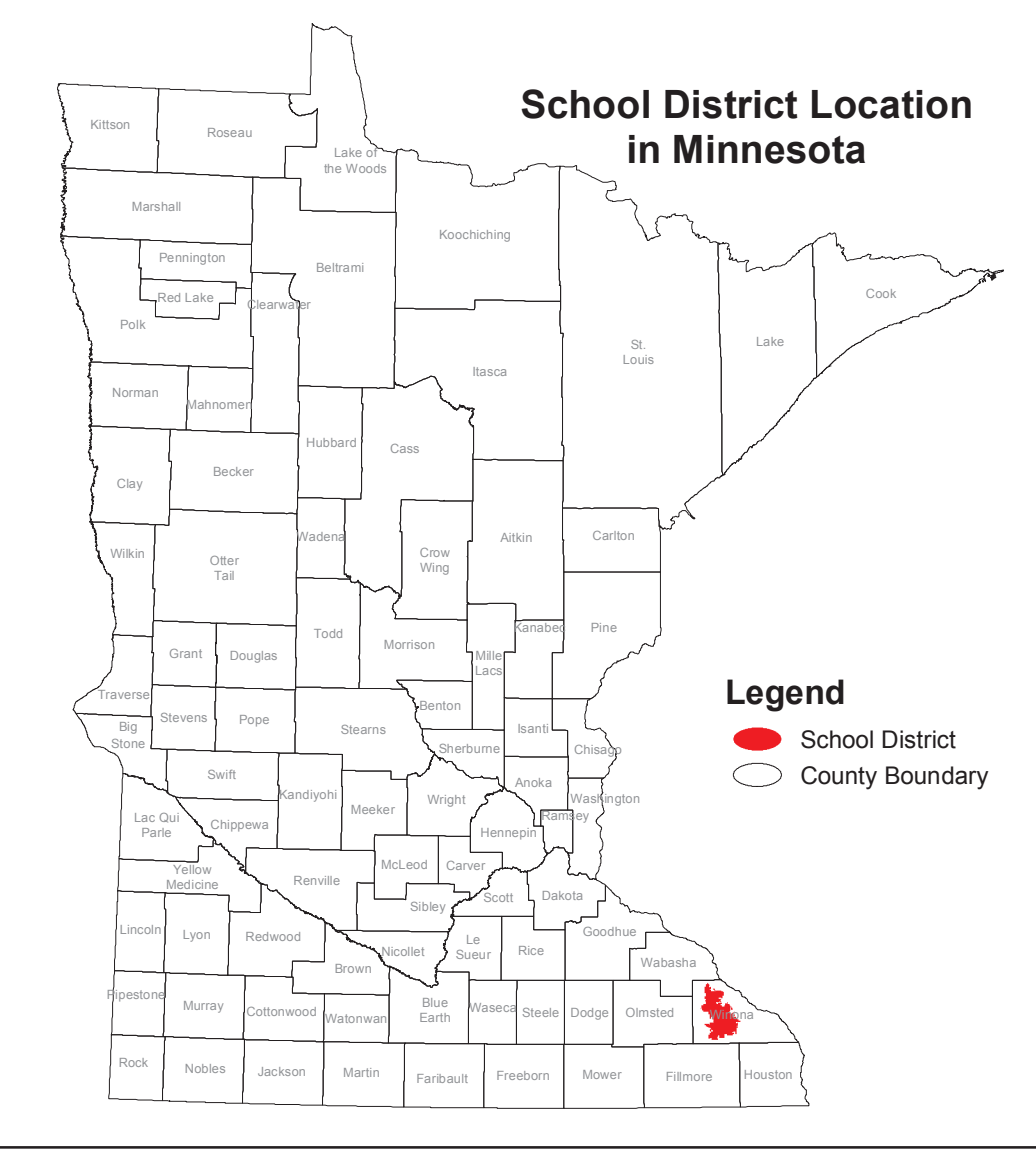 School District Location
in Minnesota
Kittson
Roseau
Lake of
the Woods
Marshall
Koochiching
Pennington
Beltrami
Red Lake
Clearwater
Cook
Polk
St.
Louis
Lake
Itasca
Norman
Mahnomen
Hubbard
Cass
Becker
Clay
Wadena
Aitkin
Carlton
Wilkin
Otter
Tail
Crow
Wing
Kanabec
Pine
Todd
Morrison
Mille
Lacs
Grant
Douglas
Traverse
Benton
Legend
Stevens
Pope
Stearns
Isanti
Big
Stone
Sherburne
Chisago
School District
County Boundary
Swift
Kandiyohi
Anoka
Wright
Washington
Meeker
Ramsey
Lac Qui
Parle
Chippewa
Hennepin
McLeod
Carver
Yellow
Medicine
Renville
Scott
Dakota
Sibley
Lincoln
Lyon
Redwood
Goodhue
Nicollet
Le
Sueur
Rice
Brown
Wabasha
Pipestone
Murray
Cottonwood
Watonwan
Blue
Earth
Waseca
Steele
Dodge
Olmsted
Winona
Rock
Nobles
Jackson
Martin
Faribault
Freeborn
Mower
Fillmore
Houston